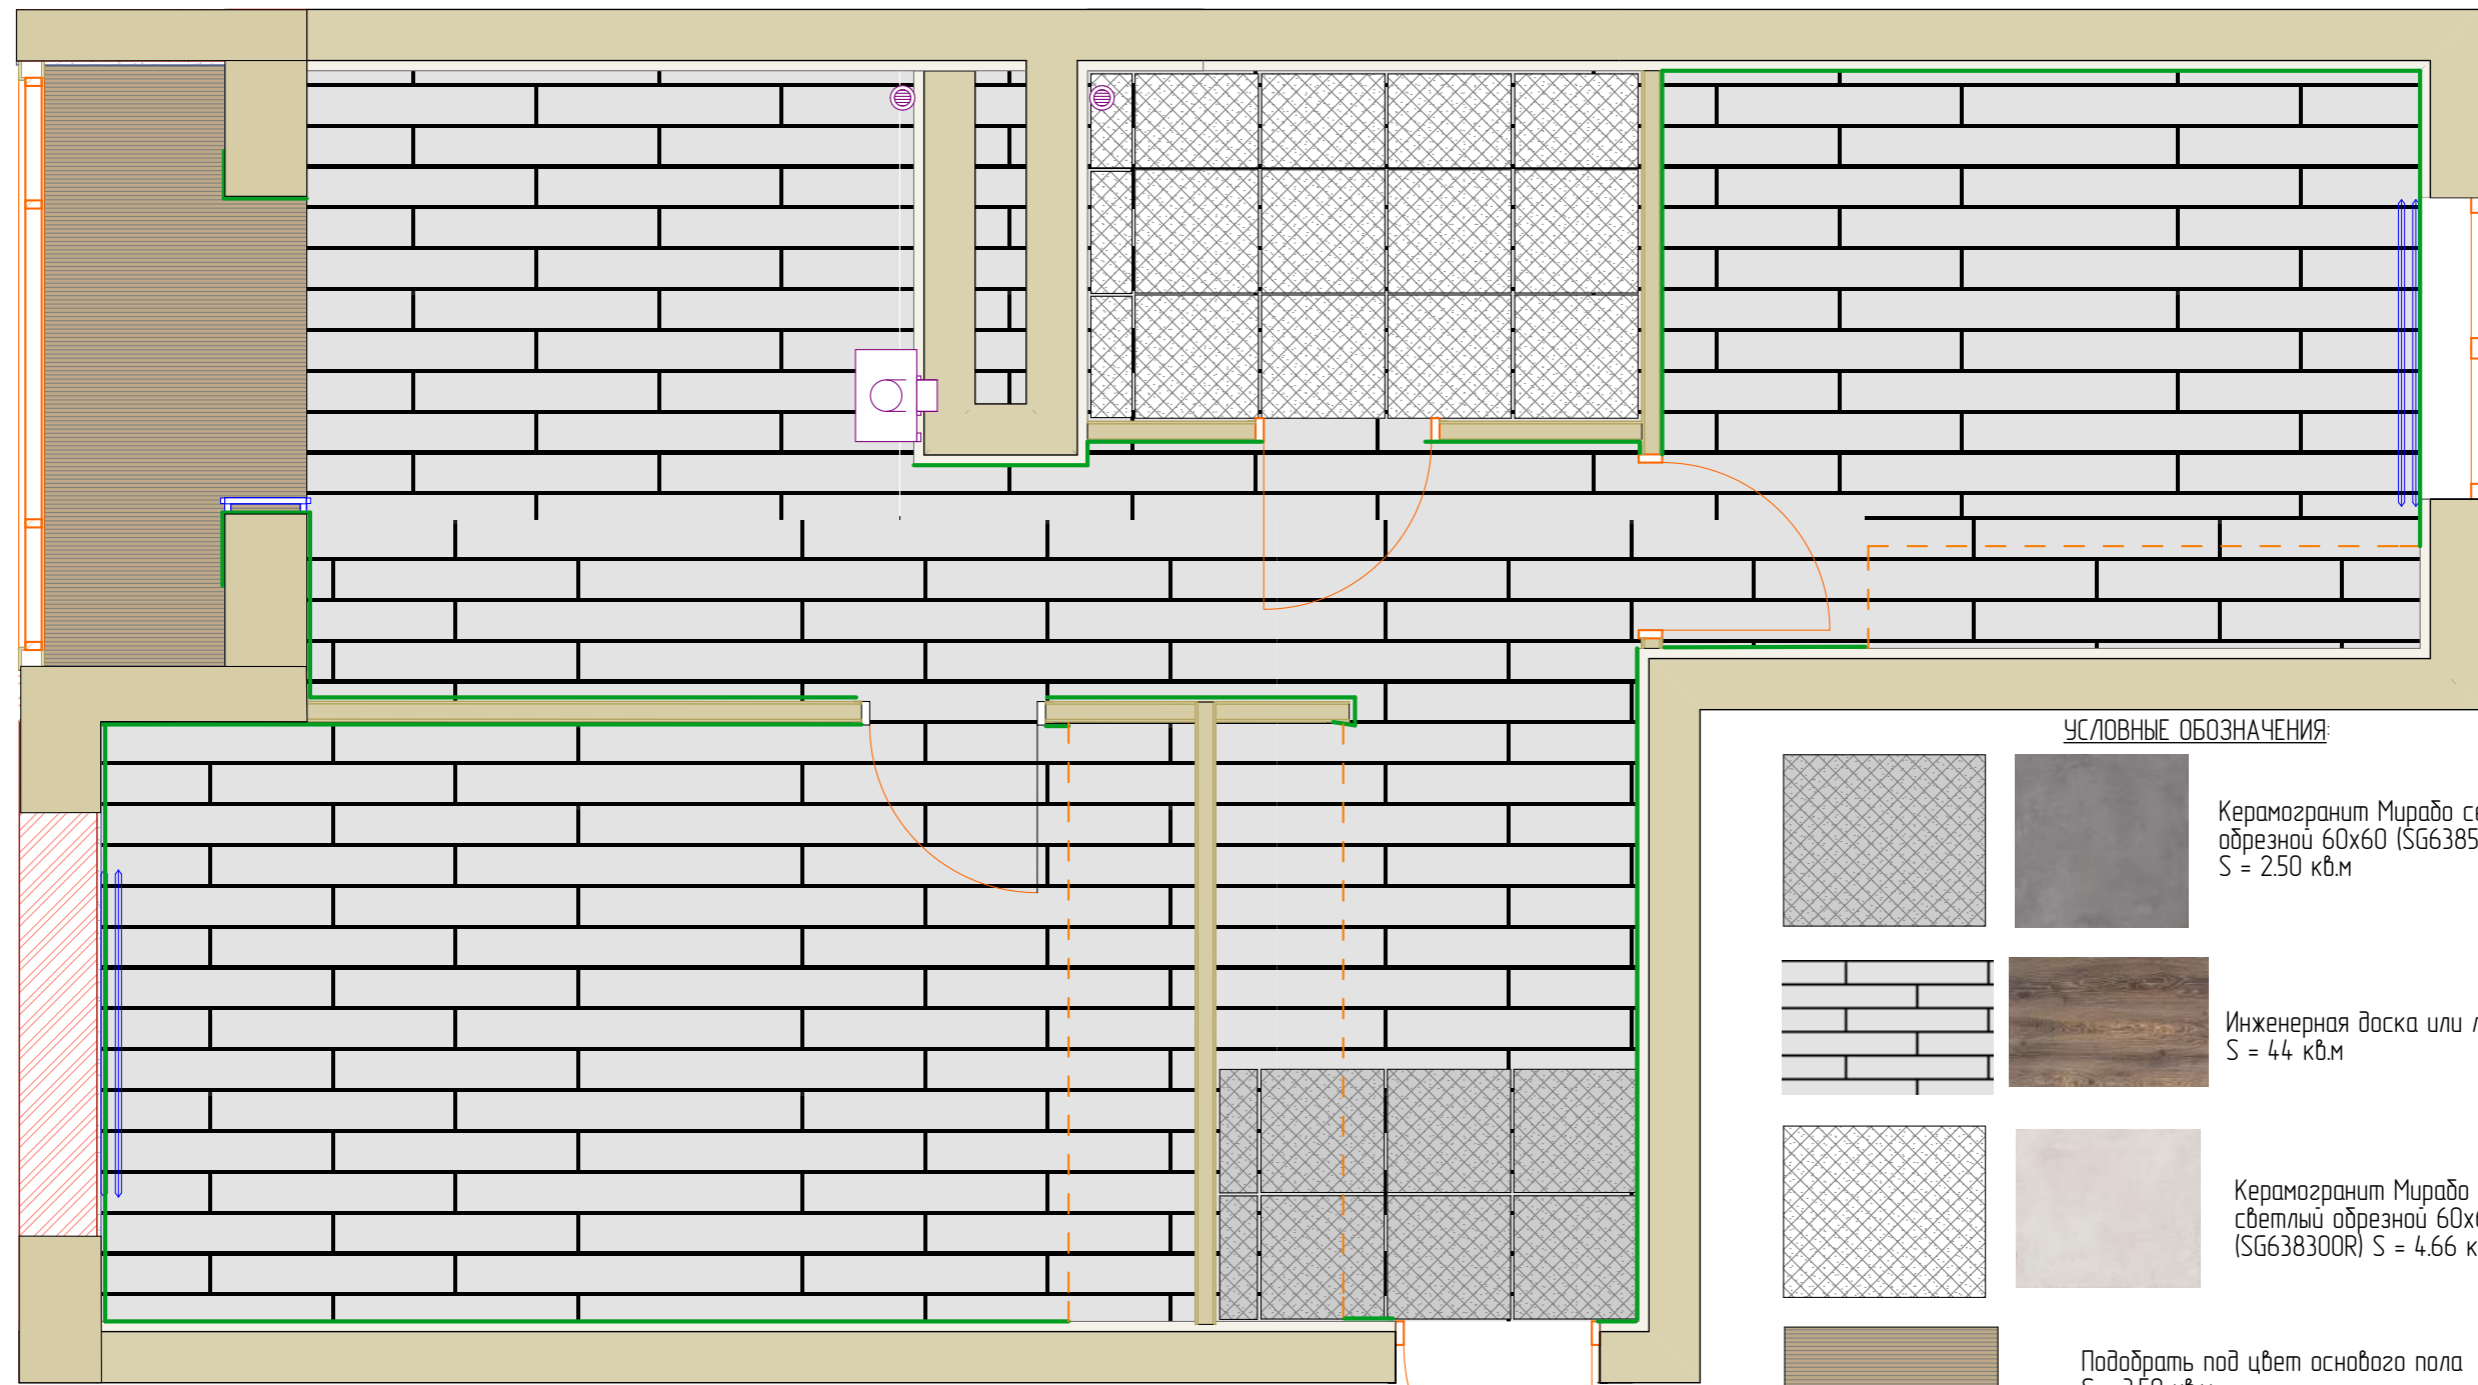 УСЛОВНЫЕ ОБОЗНАЧЕНИЯ:
Керамогранит Мирабо
обрезной 60х60
S = 2.50 кв.м
Инженерная доска или
S = 44 кв.м
Керамогранит Мирабо
светлый обрезной
(SG638300R) S = 4.66
Подобрать под цвет основого пола